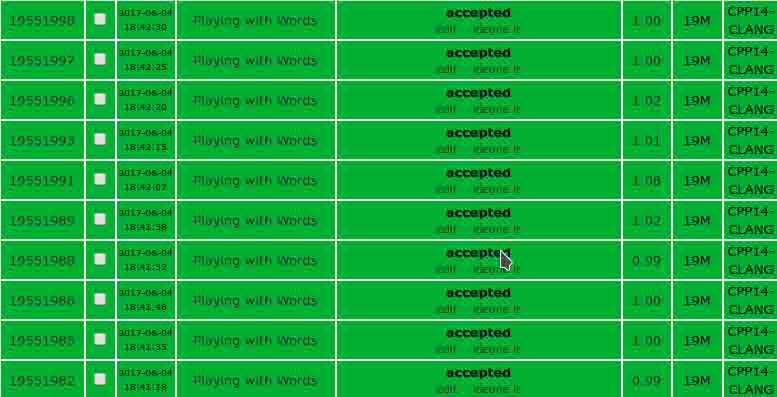 19551998 2017-06-04 18:42:30 Playing with Words accepted edit ideone it 1.00 19M CPP14-CLANG
19551997 2017-06-04 18:42:25 Playing with Words accepted edit ideone it 1.00 19M CPP14-CLANG
19551996 2017-06-04 18:42:20 Playing with Words accepted edit ideone it 1.02 19M CPP14-CLANG
19551993 2017-06-04 18:42:15 Playing with Words accepted edit ideone it 1.01 19M CPP14-CLANG
19551991 2017-06-04 18:42:07 Playing with Words accepted edit ideone it 1.06 19M CPP14-CLANG
19551989 2017-06-04 18:41:58 Playing with Words accepted edit ideone it 1.02 19M CPP14-CLANG
19551988 2017-06-04 18:41:52 Playing with Words accepted edit ideone it 0.99 19M CPP14-CLANG
19551986 2017-06-04 18:41:46 Playing with Words accepted edit ideone it 1.00 19M CPP14-CLANG
19551985 2017-06-04 18:41:35 Playing with Words accepted edit ideone it 1.00 19M CPP14-CLANG
19551982 2017-06-04 18:41:18 Playing with Words accepted edit ideone it 0.99 19M CPP14-CLANG